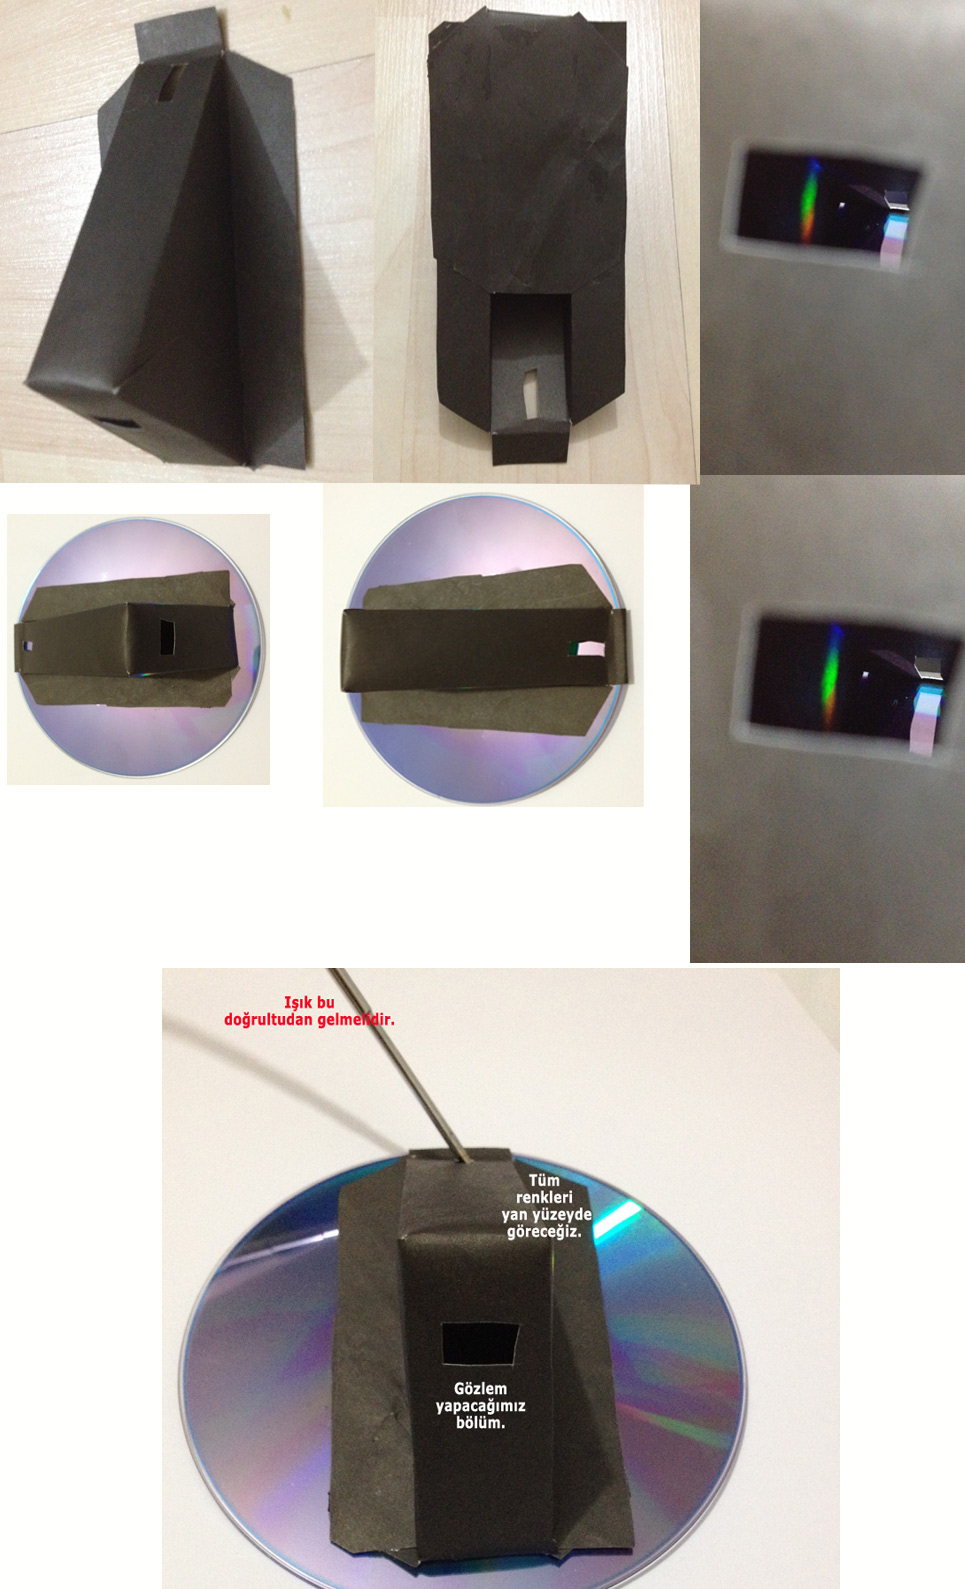 Işık bu
doğrultudan gelmelidir.
Tüm
renkleri
yan yüzeyde
göreceğiz.
Gözlem
yapacağımız
bölüm.